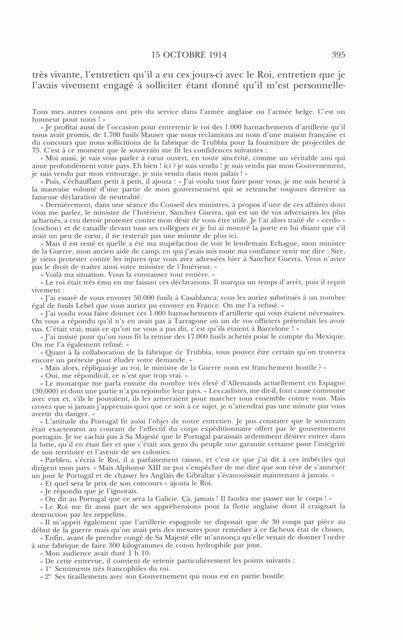 15 OCTOBRE 1914 395
très vivante, l'entretien qu'il a eu ces jours-ci avec le Roi, entretien que je
l'avais vivement engagé à solliciter étant donné qu'il m'est personnelle-
Tous mes autres cousins ont pris du service dans l'armée anglaise ou l'armée belge. C'est un
honneur pour nous ! »
« Je profitai aussi de l'occasion pour entretenir le roi des 1.000 harnachements d'artillerie qu'il
nous avait promis, de 1.700 fusils Mauser que nous réclamions au nom d'une maison française et
du concours que nous sollicitions de la fabrique de Trubbia pour la fourniture de projectiles de
75. C'est à ce moment que le souverain me fit les confidences suivantes :
« Moi aussi, je vais vous parler à cœur ouvert, en toute sincérité, comme un véritable ami qui
aime profondément votre pays. Eh bien ! ici ? je suis vendu ! je suis vendu par mon Gouvernement,
je suis vendu par mon entourage, je suis vendu dans mon palais ! »
« Puis, s'échauffant petit à petit, il ajouta : « J'ai voulu tout faire pour vous, je me suis heurté à
la mauvaise volonté d'une partie de mon gouvernement qui se retranche toujours derrière sa
fameuse déclaration de neutralité.
« Dernièrement, dans une séance du Conseil des ministres, à propos d'une de ces affaires dont
vous me parlez, le ministre de l'Intérieur, Sanchez Guerra, qui est un de vos adversaires les plus
acharnés, a cru devoir protester contre mon désir de vous être utile. Je l'ai alors traité de « cerdo »
(cochon) et de canaille devant tous ses collègues et je lui ai montré la porte en lui disant que s'il
avait un peu de cœur, il ne resterait pas une minute de plus ici.
« Mais il est resté et quelle a été ma stupéfaction de voir le lendemain Echague, mon ministre
de la Guerre, mon ancien aide de camp, en qui j'avais mis toute ma confiance venir me dire : Sire,
je viens protester contre les injures que vous avez adressées hier à Sanchez Guerra. Vous n'aviez
pas le droit de traiter ainsi votre ministre de l'Intérieur. »
« Voilà ma situation. Vous la connaissez tout entière. »
« Le roi était très ému en me faisant ces déclarations. Il marqua un temps d'arrêt, puis il reprit
vivement :
« J'ai essayé de vous envoyer 50.000 fusils à Casablanca; vous les auriez substitués à un nombre
égal de fusils Lebel que vous auriez pu envoyer en France. On me l'a refusé. »
« J'ai voulu vous faire donner ces 1.000 harnachements d'artillerie qui vous étaient nécessaires.
On vous a répondu qu'il n'y en avait pas à Tarragone où un de vos officiers prétendait les avoir
vus. C'était vrai; mais ce qu'on ne vous a pas dit, c'est qu'ils étaient à Barcelone ! »
« J'ai insisté pour qu'on vous fit la remise des 17.000 fusils achetés pour le compte du Mexique.
On me l'a également refusé. »
« Quant à la collaboration de la fabrique de Trubbia, vous pouvez être certain qu'on trouvera
encore un prétexte pour éluder votre demande. »
« Mais alors, répliquai-je au roi, le ministre de la Guerre nous est franchement hostile ? »
« Oui, me répondit-il, ce n'est que trop vrai. »
« Le monarque me parla ensuite du nombre très élevé d'Allemands actuellement en Espagne
(30.000) et dont une partie n'a pu rejoindre leur pays. « Les carlistes, me dit-il, font cause commune
avec eux et, s'ils le pouvaient, ils les armeraient pour marcher tous ensemble contre vous. Mais
croyez que si jamais j'apprenais quoi que ce soit à ce sujet, je n'attendrai pas une minute pur vous
avertir du danger. »
« L'attitude du Portugal fit aussi l'objet de notre entretien. Je pus constater que le souverain
était exactement au courant de l'effectif du corps expéditionnaire offert par le gouvernement
portugais. Je ne cachai pas à Sa Majesté que le Portugal paraissait ardemment désirer entrer dans
la lutte, qu'il en était fier et que c'était aux gens du peuple une garantie certaine pour l'intégrité
de son territoire et l'avenir de ses colonies.
« Parbleu, s'écria le Roi, il a parfaitement raison, et c'est ce que j'ai dit à ces imbéciles qui
dirigent mon pays. » Mais Alphonse XIII ne put s'empêcher de me dire que son rêve de s'annexer
un jour le Portugal et de chasser les Anglais de Gibraltar s'évanouissait maintenant à jamais. »
« Et quel sera le prix de son concours – ajouta le Roi.
« Je répondis que je l'ignorais.
« On dit au Portugal que ce sera la Galicie. Çà, jamais ! Il faudra me passer sur le corps ! »
« Le Roi me fit aussi part de ses appréhensions pour la flotte anglaise dont il craignait la
destruction par les zeppelins.
« Il m'apprit également que l'artillerie espagnole ne disposait que de 30 coups par pièce au
début de la guerre mais qu'on avait pris des mesures pour remédier à ce fâcheux état de choses.
« Enfin, avant de prendre congé de Sa Majesté elle m'annonça qu'elle venait de donner l'ordre
à une fabrique de faire 300 kilogrammes de coton hydrophile par jour.
« Mon audience avait duré 1 h 10.
« De cette entrevue, il convient de retenir particulièrement les points suivants :
« 1° Sentiments très francophiles du roi.
« 2° Ses tiraillements avec son Gouvernement qui nous est en partie hostile.